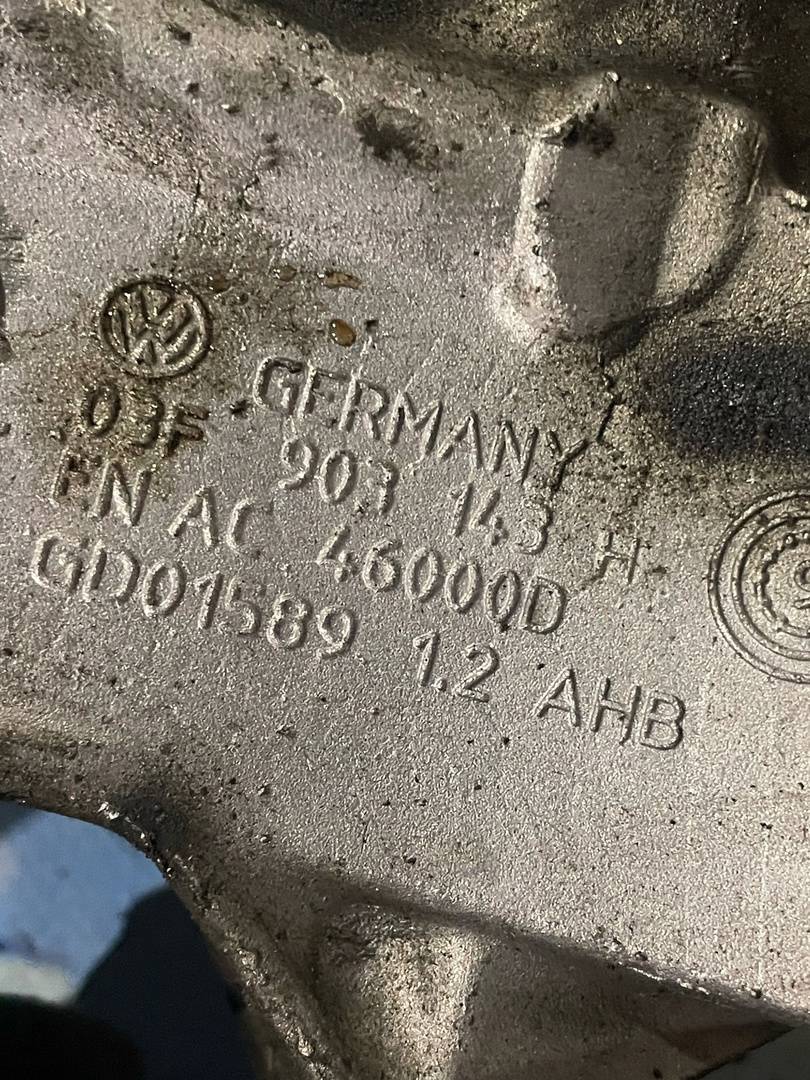 GERMANY
03F 903 143 H
EN AC 46000D
GD01589 1.2 AHB